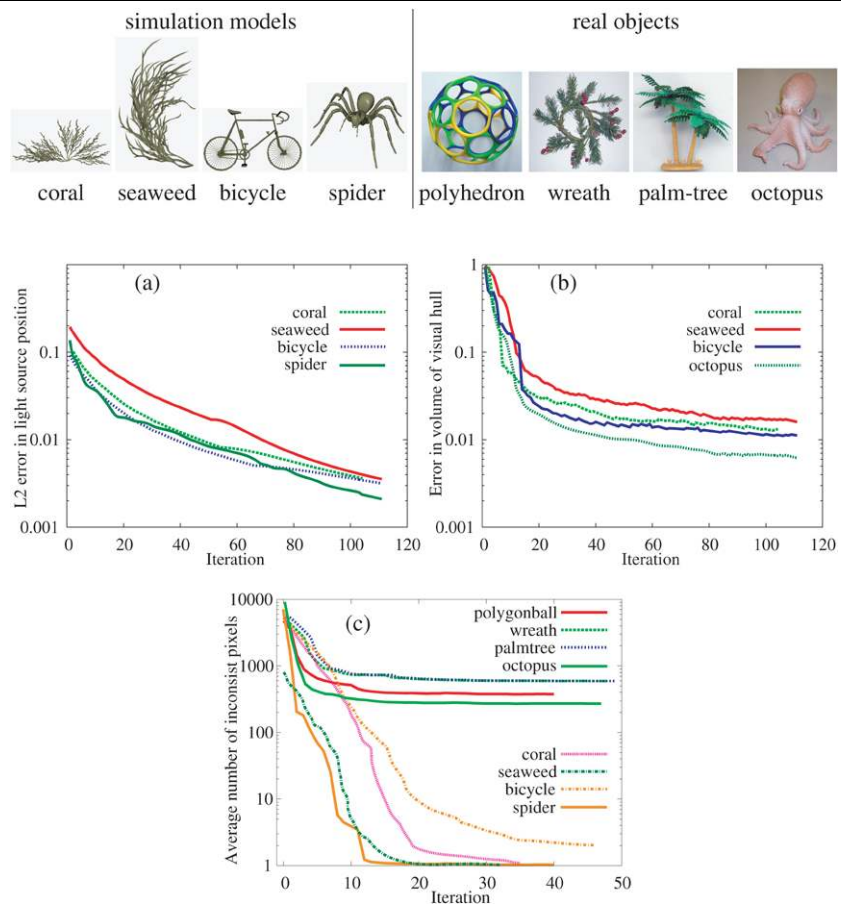 simulation models
real objects
coral
seaweed
bicycle
spider
polyhedron
wreath
palm-tree
octopus
(a)
L2 error in light source position
0.1
0.01
0.001
coral
seaweed
bicycle
spider
0 20 40 60 80 100 120
Iteration
(b)
Error in volume of visual hull
1
0.1
0.01
0.001
coral
seaweed
bicycle
octopus
0 20 40 60 80 100 120
Iteration
(c)
Average number of inconsist pixels
10000
1000
100
10
1
polygonball
wreath
palmtree
octopus
coral
seaweed
bicycle
spider
0 10 20 30 40 50
Iteration